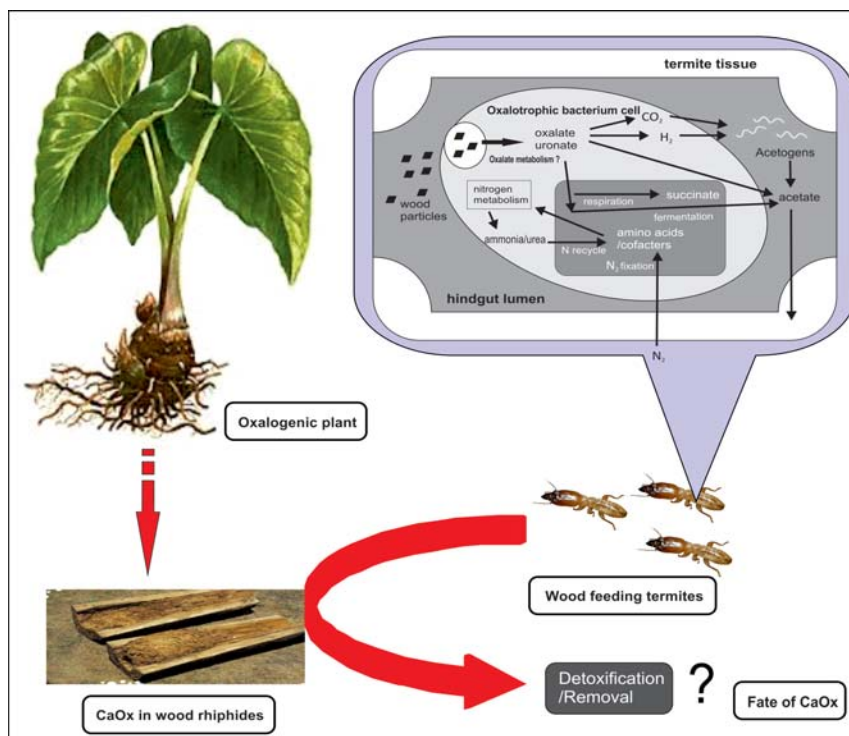 termite tissue
Oxalotrophic bacterium cell
CO2
oxalate
uronate
H2
Oxalate metabolism ?
Acetogens
wood
particles
nitrogen
metabolism
respiration
succinate
acetate
fermentation
ammonia/urea
N recycle
amino acids
/cofacters
N2 fixation
hindgut lumen
N2
Oxalogenic plant
Wood feeding termites
CaOx in wood rhiphides
Detoxification
/Removal
?
Fate of CaOx